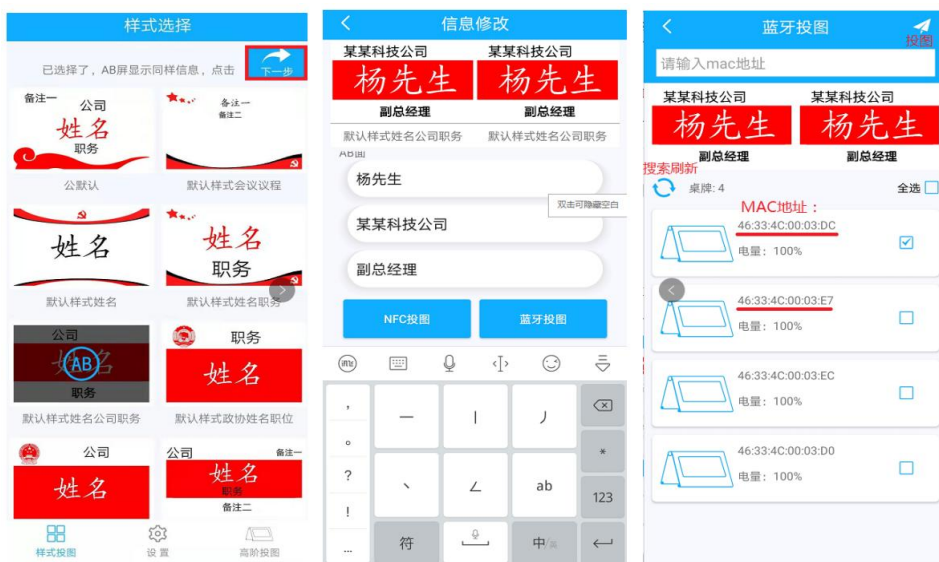 样式选择
已选择了，AB屏显示同样信息，点击
下一步
备注一
公司
姓名
职务
公默认
备注一
备注二
默认样式会议议程
姓名
默认样式姓名
姓名
职务
默认样式姓名职务
公司
姓名
AB
职务
默认样式姓名公司职务
职务
姓名
默认样式政协姓名职位
公司
姓名
公司
备注一
姓名
职务
备注二
样式投图
设置
高阶投图
信息修改
某某科技公司
某某科技公司
杨先生
杨先生
副总经理
副总经理
默认样式姓名公司职务
默认样式姓名公司职务
AB面
杨先生
双击可隐藏空白
某某科技公司
副总经理
NFC投图
蓝牙投图
，
。
？
！
...
一
丨
丿
丶
乛
ab
*
123
符
中/英
蓝牙投图
投图
请输入mac地址
某某科技公司
某某科技公司
杨先生
杨先生
副总经理
副总经理
搜索刷新
桌牌: 4
全选
MAC地址：
46:33:4C:00:03:DC
电量：100%
46:33:4C:00:03:E7
电量：100%
46:33:4C:00:03:EC
电量：100%
46:33:4C:00:03:D0
电量：100%